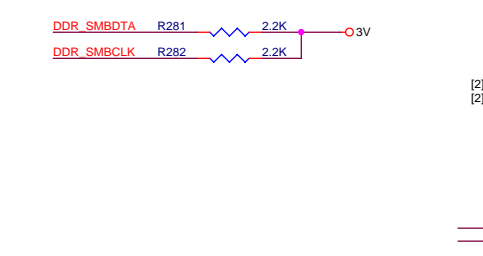 DDR_SMBDTA R281 2.2K 3V
DDR_SMBCLK R282 2.2K
[2]
[2]